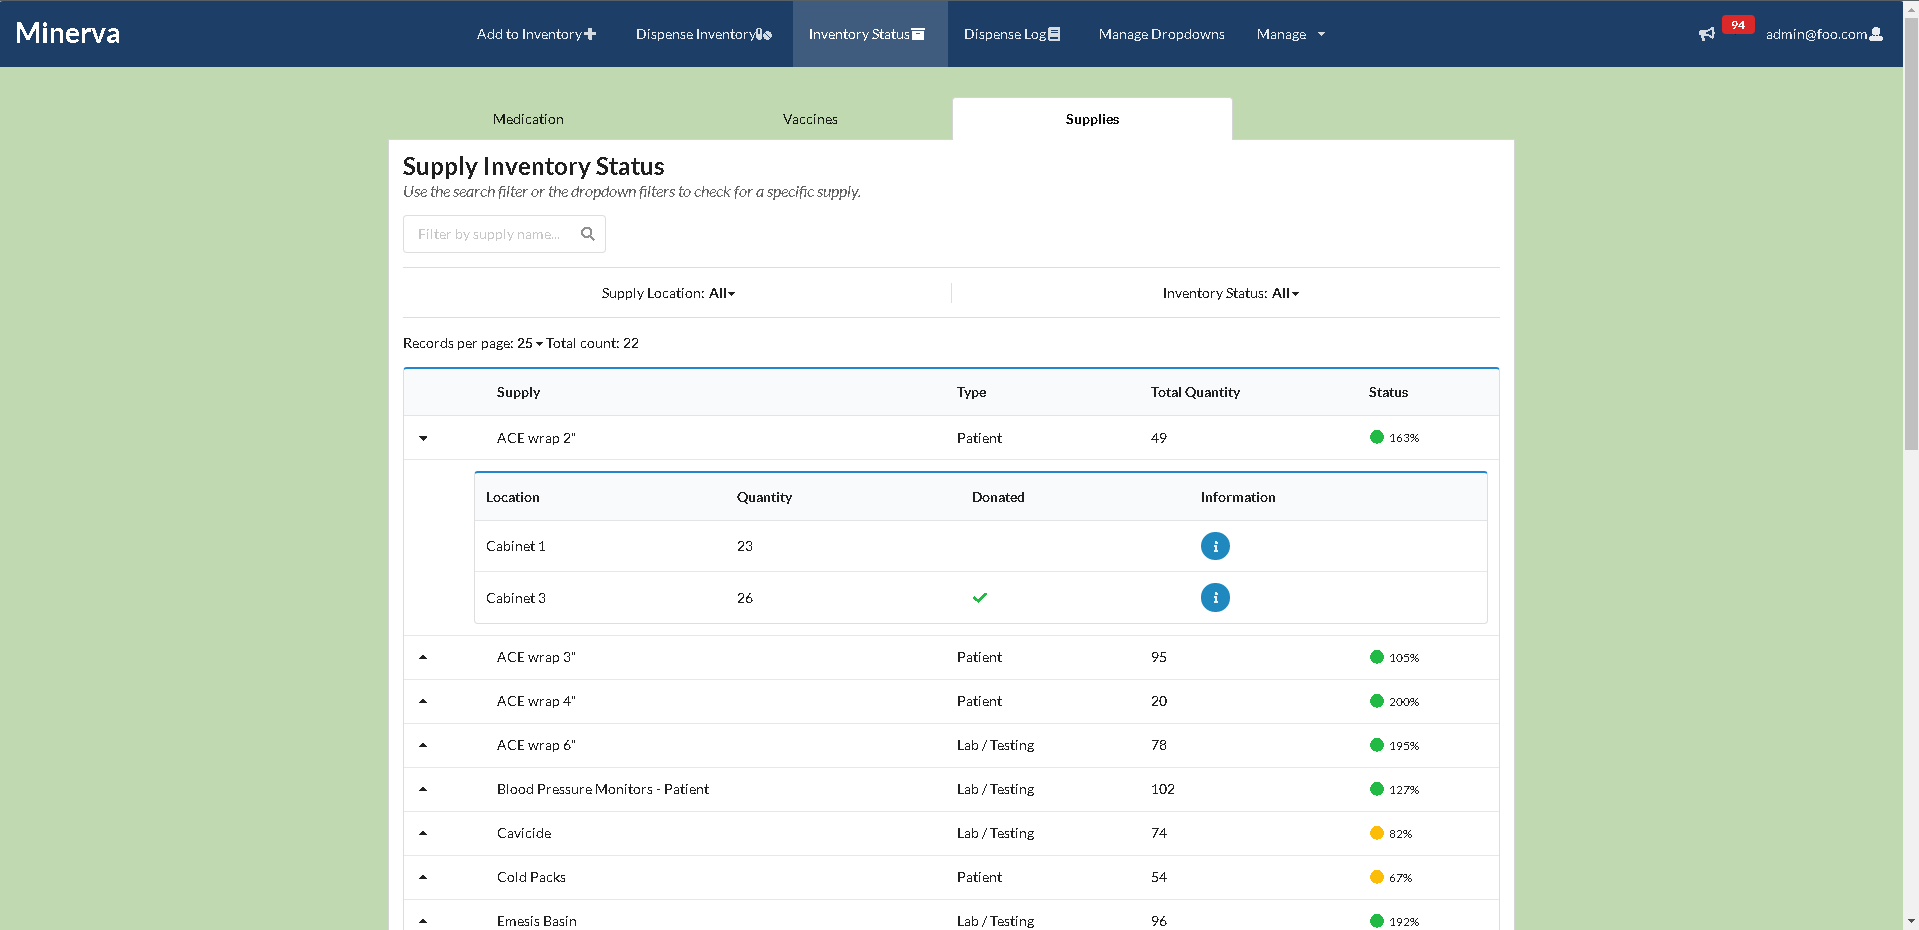 Minerva
Add to Inventory Dispense Inventory Inventory Status Dispense Log Manage Dropdowns Manage 94 admin@foo.com
Medication Vaccines Supplies
Supply Inventory Status
Use the search filter or the dropdown filters to check for a specific supply.
Filter by supply name...
Supply Location: All Inventory Status: All
Records per page: 25 Total count: 22
Supply Type Total Quantity Status
ACE wrap 2" Patient 49 163%
Location Quantity Donated Information
Cabinet 1 23
Cabinet 3 26
ACE wrap 3" Patient 95 105%
ACE wrap 4" Patient 20 200%
ACE wrap 6" Lab / Testing 78 195%
Blood Pressure Monitors - Patient Lab / Testing 102 127%
Cavicide Lab / Testing 74 82%
Cold Packs Patient 54 67%
Emesis Basin Lab / Testing 96 192%